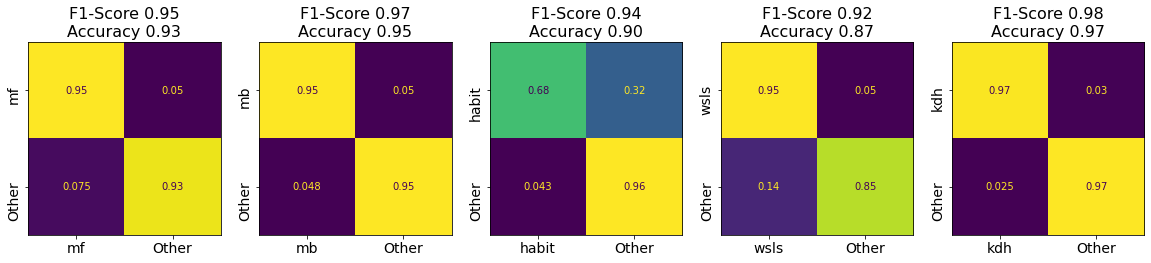 F1-Score 0.95
Accuracy 0.93
mf
0.95
0.05
Other
0.075
0.93
mf
Other
F1-Score 0.97
Accuracy 0.95
mb
0.95
0.05
Other
0.048
0.95
mb
Other
F1-Score 0.94
Accuracy 0.90
habit
0.68
0.32
Other
0.043
0.96
habit
Other
F1-Score 0.92
Accuracy 0.87
wsls
0.95
0.05
Other
0.14
0.85
wsls
Other
F1-Score 0.98
Accuracy 0.97
kdh
0.97
0.03
Other
0.025
0.97
kdh
Other